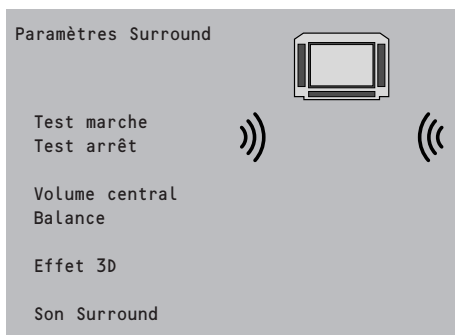 Paramètres Surround
Test marche
Test arrêt
Volume central
Balance
Effet 3D
Son Surround